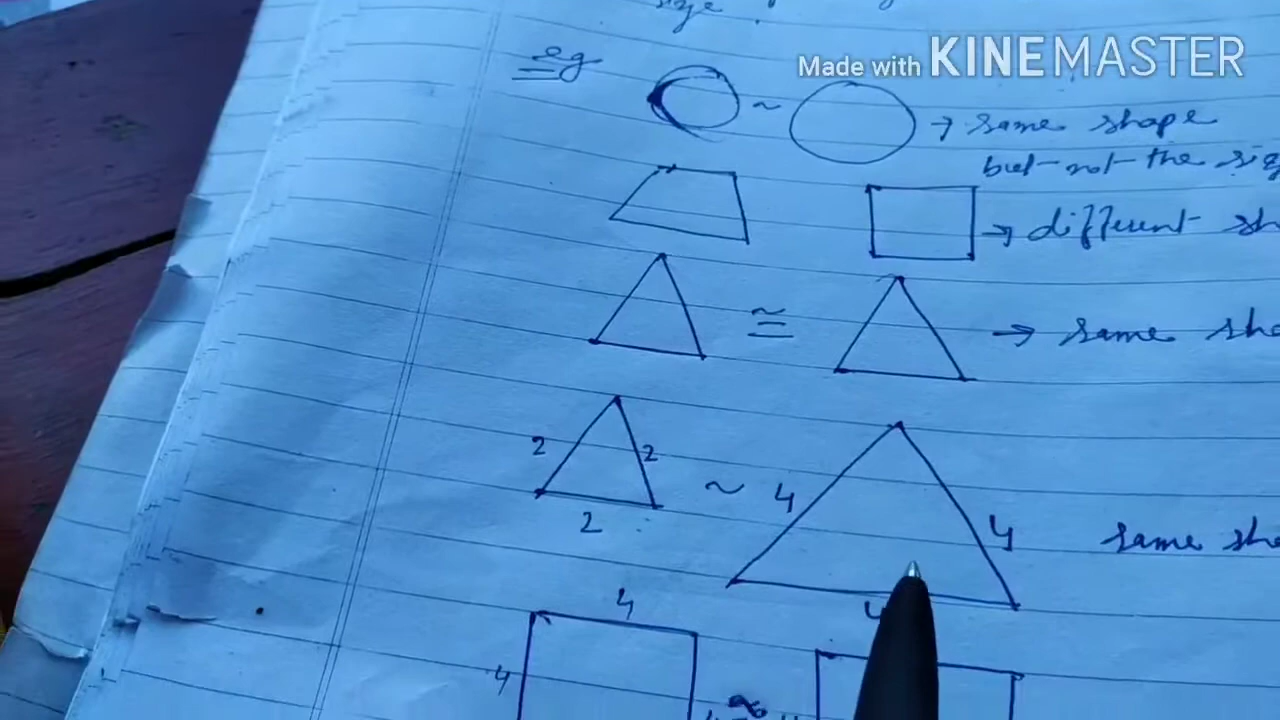 size.
Made with KINEMASTER
eg
~ → same shape
but not the
→ different
≅ → same
2 2 ~ 4 4 same
2
4
4